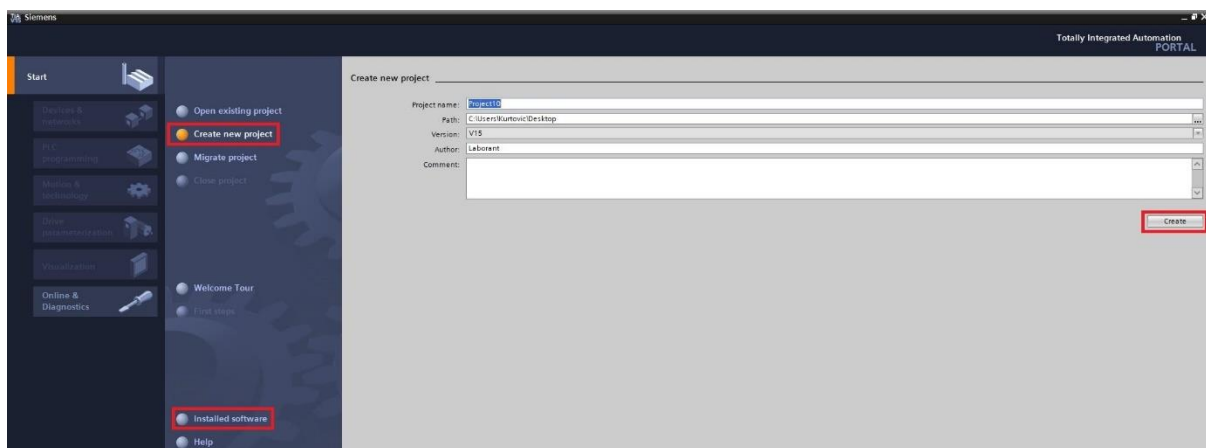 Siemens
Totally Integrated Automation
PORTAL
Start
Devices &
networks
PLC
programming
Motion &
technology
Drive
parameterization
Visualization
Online &
Diagnostics
Open existing project
Create new project
Migrate project
Close project
Welcome Tour
First steps
Installed software
Help
Create new project
Project name: Project10
Path: C:\Users\Kurtovic\Desktop
...
Version: V15
Author: Laborant
Comment:
Create